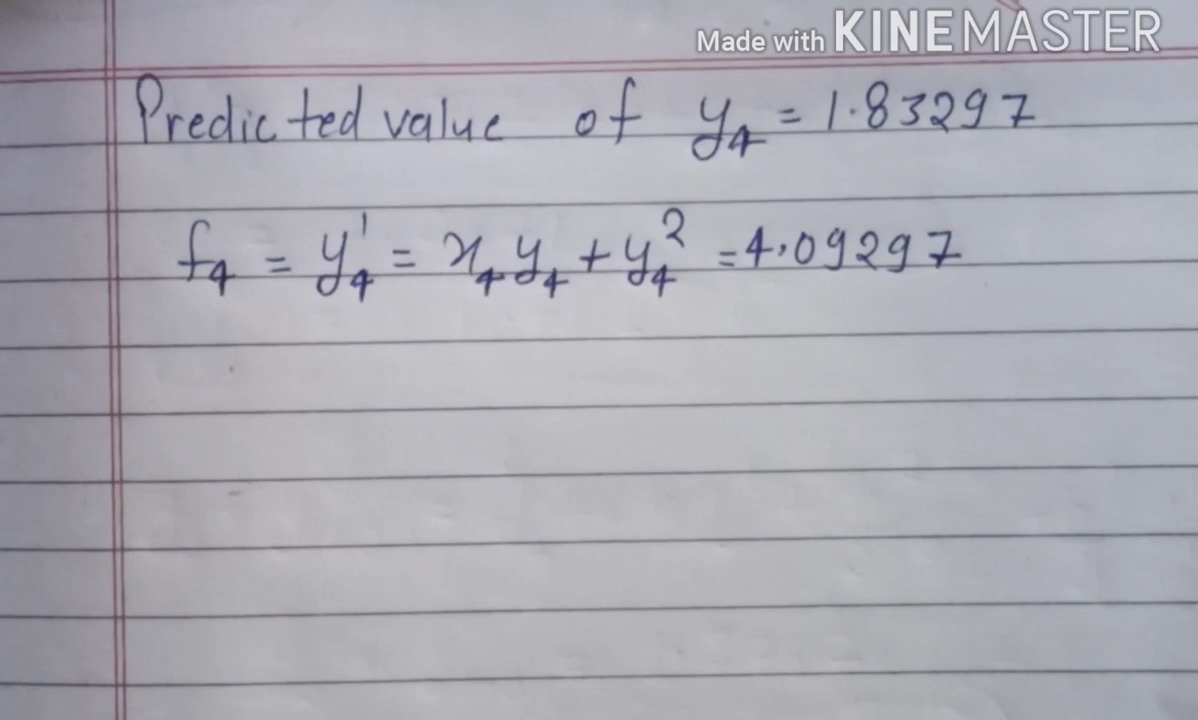 Made with KINEMASTER
Predicted value of y₄ = 1.83297
f₄ = y₄' = x₄y₄ + y₄² = 4.09297